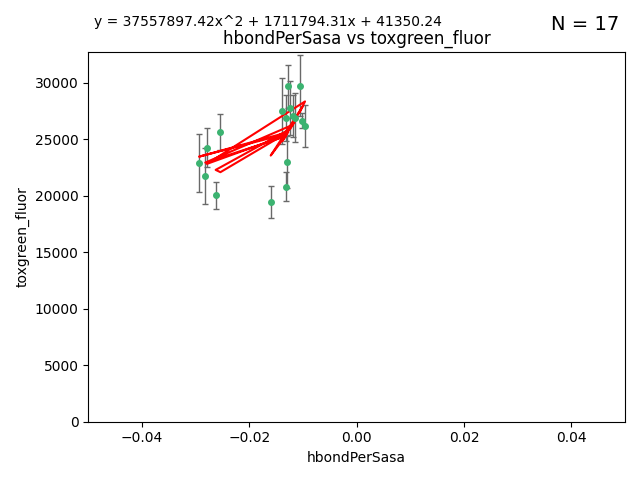 y = 37557897.42x^2 + 1711794.31x + 41350.24
N = 17
hbondPerSasa vs toxgreen_fluor
30000
25000
20000
15000
10000
5000
0
toxgreen_fluor
−0.04
−0.02
0.00
0.02
0.04
hbondPerSasa